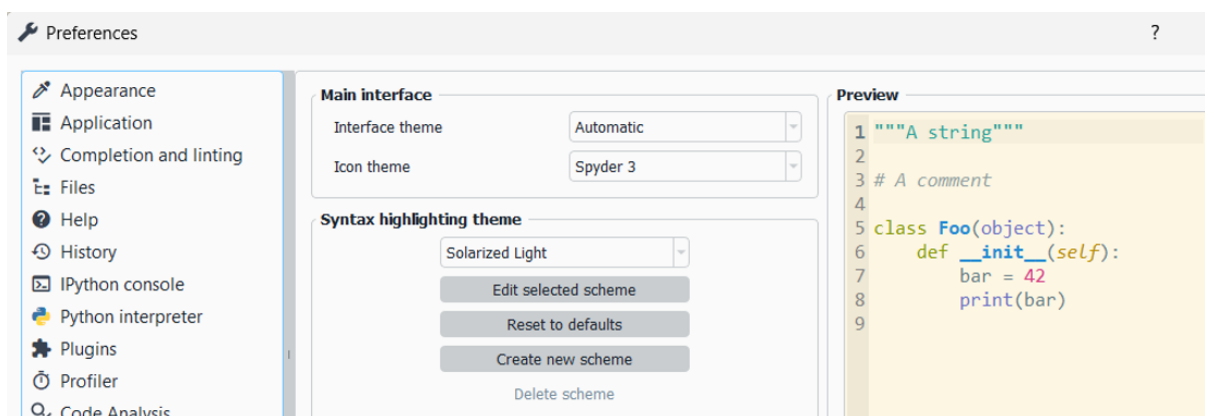 Preferences
?
Appearance
Application
Completion and linting
Files
Help
History
IPython console
Python interpreter
Plugins
Profiler
Code Analysis
Main interface
Interface theme Automatic
Icon theme Spyder 3
Syntax highlighting theme
Solarized Light
Edit selected scheme
Reset to defaults
Create new scheme
Delete scheme
Preview
1 """A string"""
2
3 # A comment
4
5 class Foo(object):
6     def __init__(self):
7         bar = 42
8         print(bar)
9